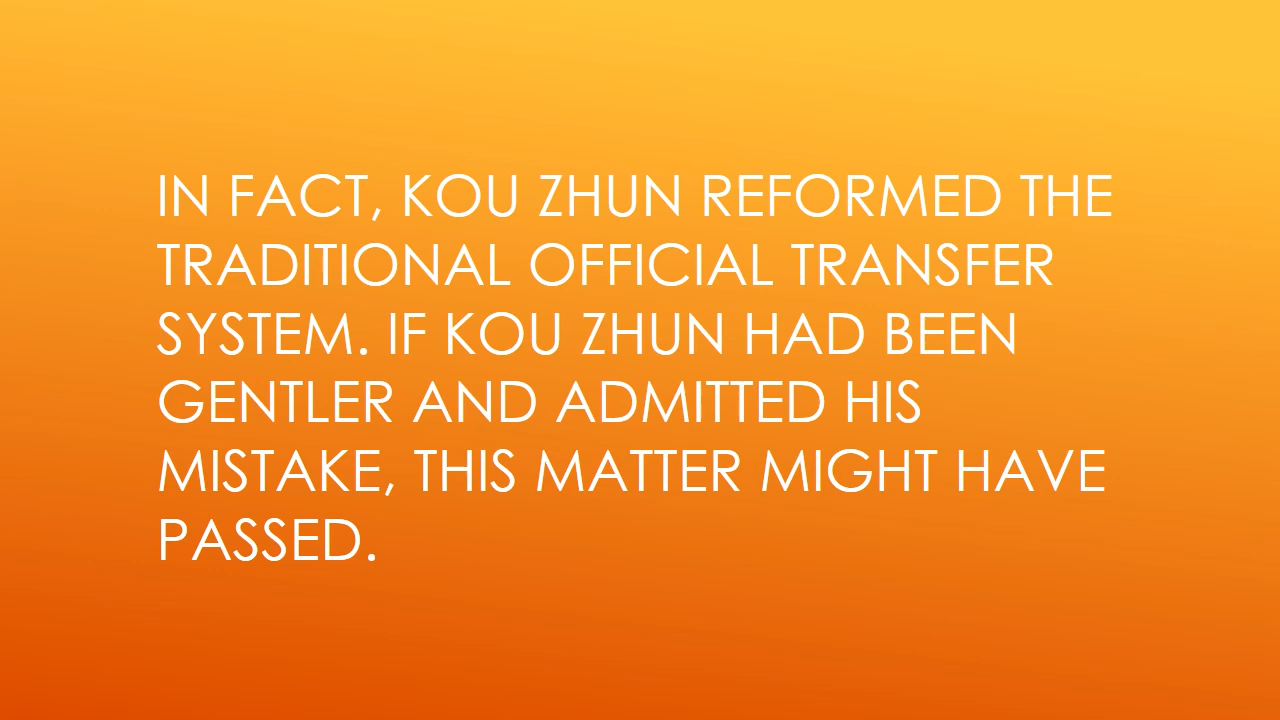 IN FACT, KOU ZHUN REFORMED THE
TRADITIONAL OFFICIAL TRANSFER
SYSTEM. IF KOU ZHUN HAD BEEN
GENTLER AND ADMITTED HIS
MISTAKE, THIS MATTER MIGHT HAVE
PASSED.